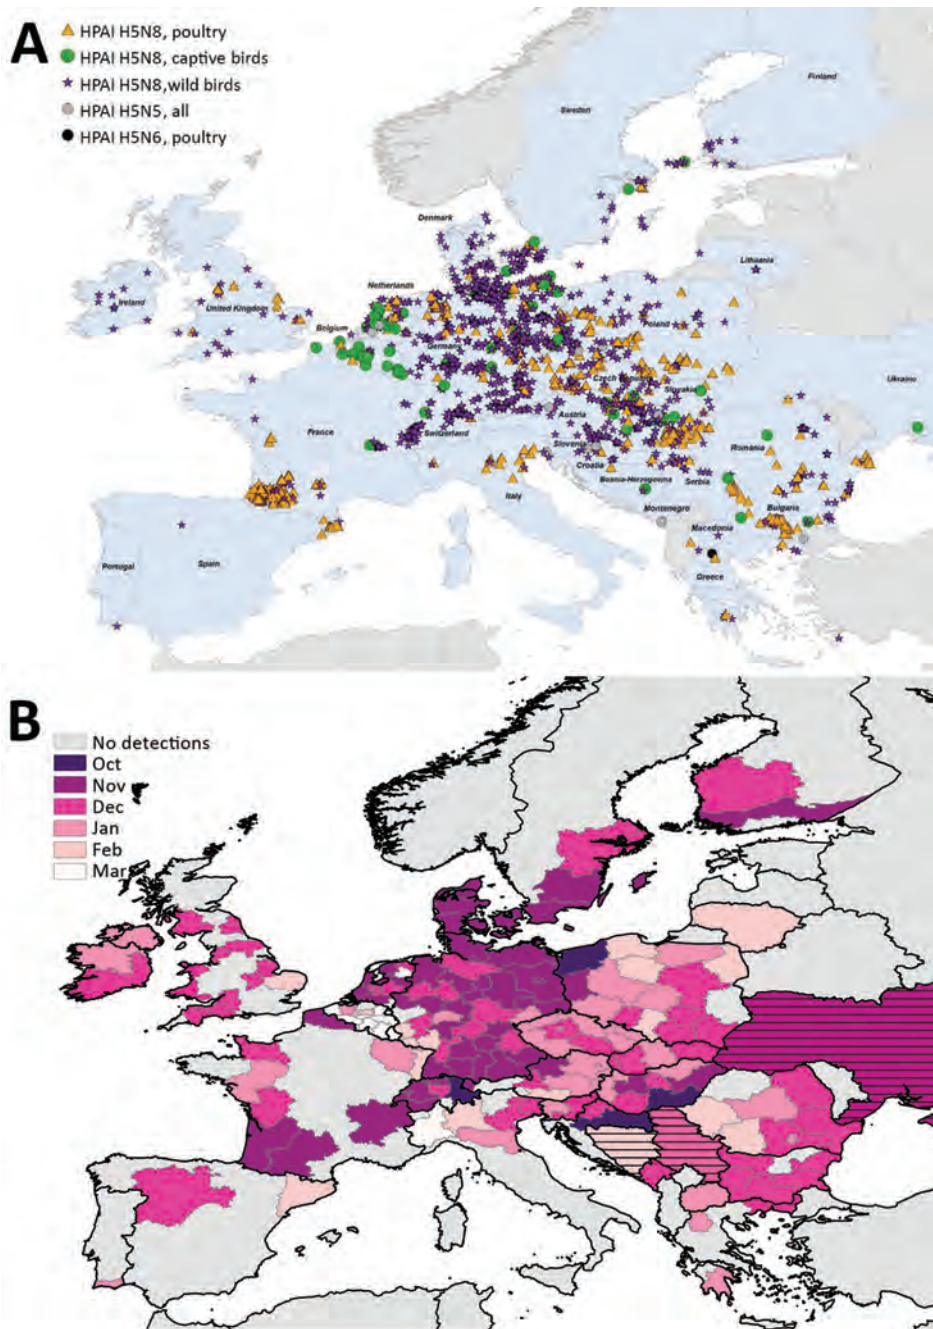 A
HPAI H5N8, poultry
HPAI H5N8, captive birds
HPAI H5N8,wild birds
HPAI H5N5, all
HPAI H5N6, poultry
Finland
Sweden
Denmark
Lithuania
Netherlands
Ireland
United Kingdom
Belgium
Poland
Germany
Ukraine
Czech Republic
Slovakia
Austria
France
Switzerland
Slovenia
Romania
Croatia
Bosnia-Herzegovina
Serbia
Italy
Montenegro
Bulgaria
Macedonia
Portugal
Spain
Greece
B
No detections
Oct
Nov
Dec
Jan
Feb
Mar